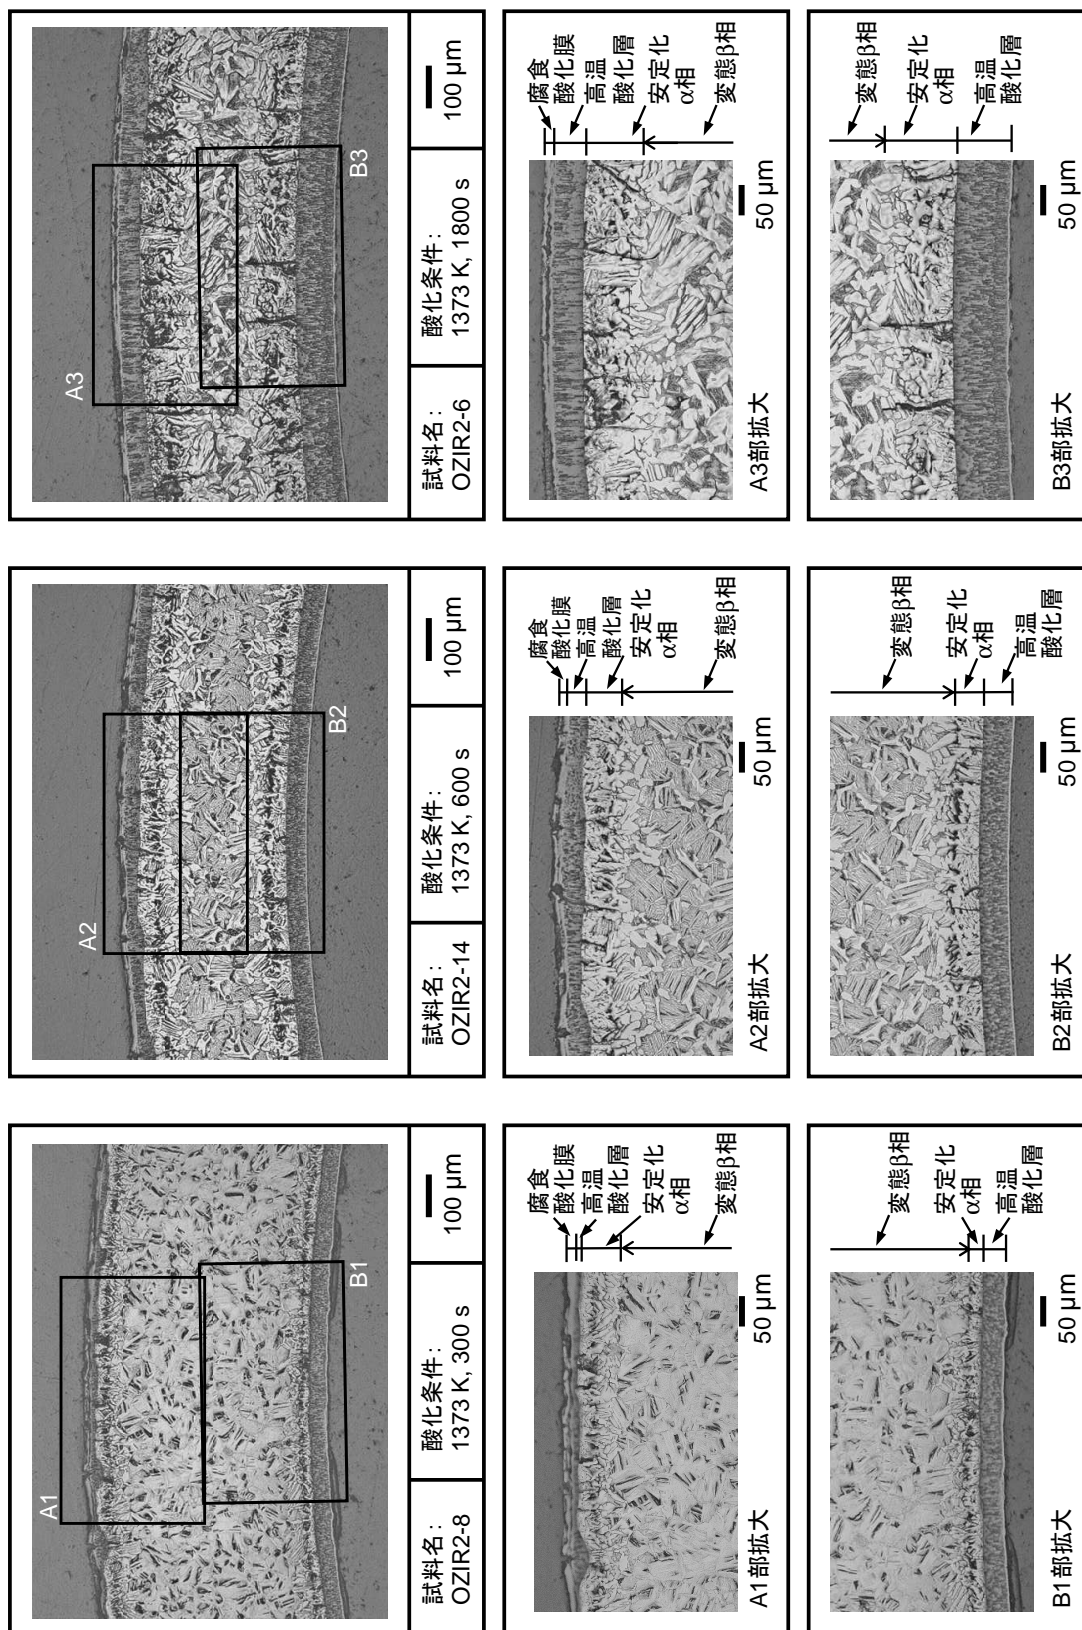 A1
B1
試料名：
OZIR2-8
酸化条件：
1373 K, 300 s
100 µm
腐食
酸化膜
高温
酸化層
安定化
α相
変態β相
A1部拡大
50 µm
変態β相
安定化
α相
高温
酸化層
B1部拡大
50 µm
A2
B2
試料名：
OZIR2-14
酸化条件：
1373 K, 600 s
100 µm
腐食
酸化膜
高温
酸化層
安定化
α相
変態β相
A2部拡大
50 µm
変態β相
安定化
α相
高温
酸化層
B2部拡大
50 µm
A3
B3
試料名：
OZIR2-6
酸化条件：
1373 K, 1800 s
100 µm
腐食
酸化膜
高温
酸化層
安定化
α相
変態β相
A3部拡大
50 µm
変態β相
安定化
α相
高温
酸化層
B3部拡大
50 µm